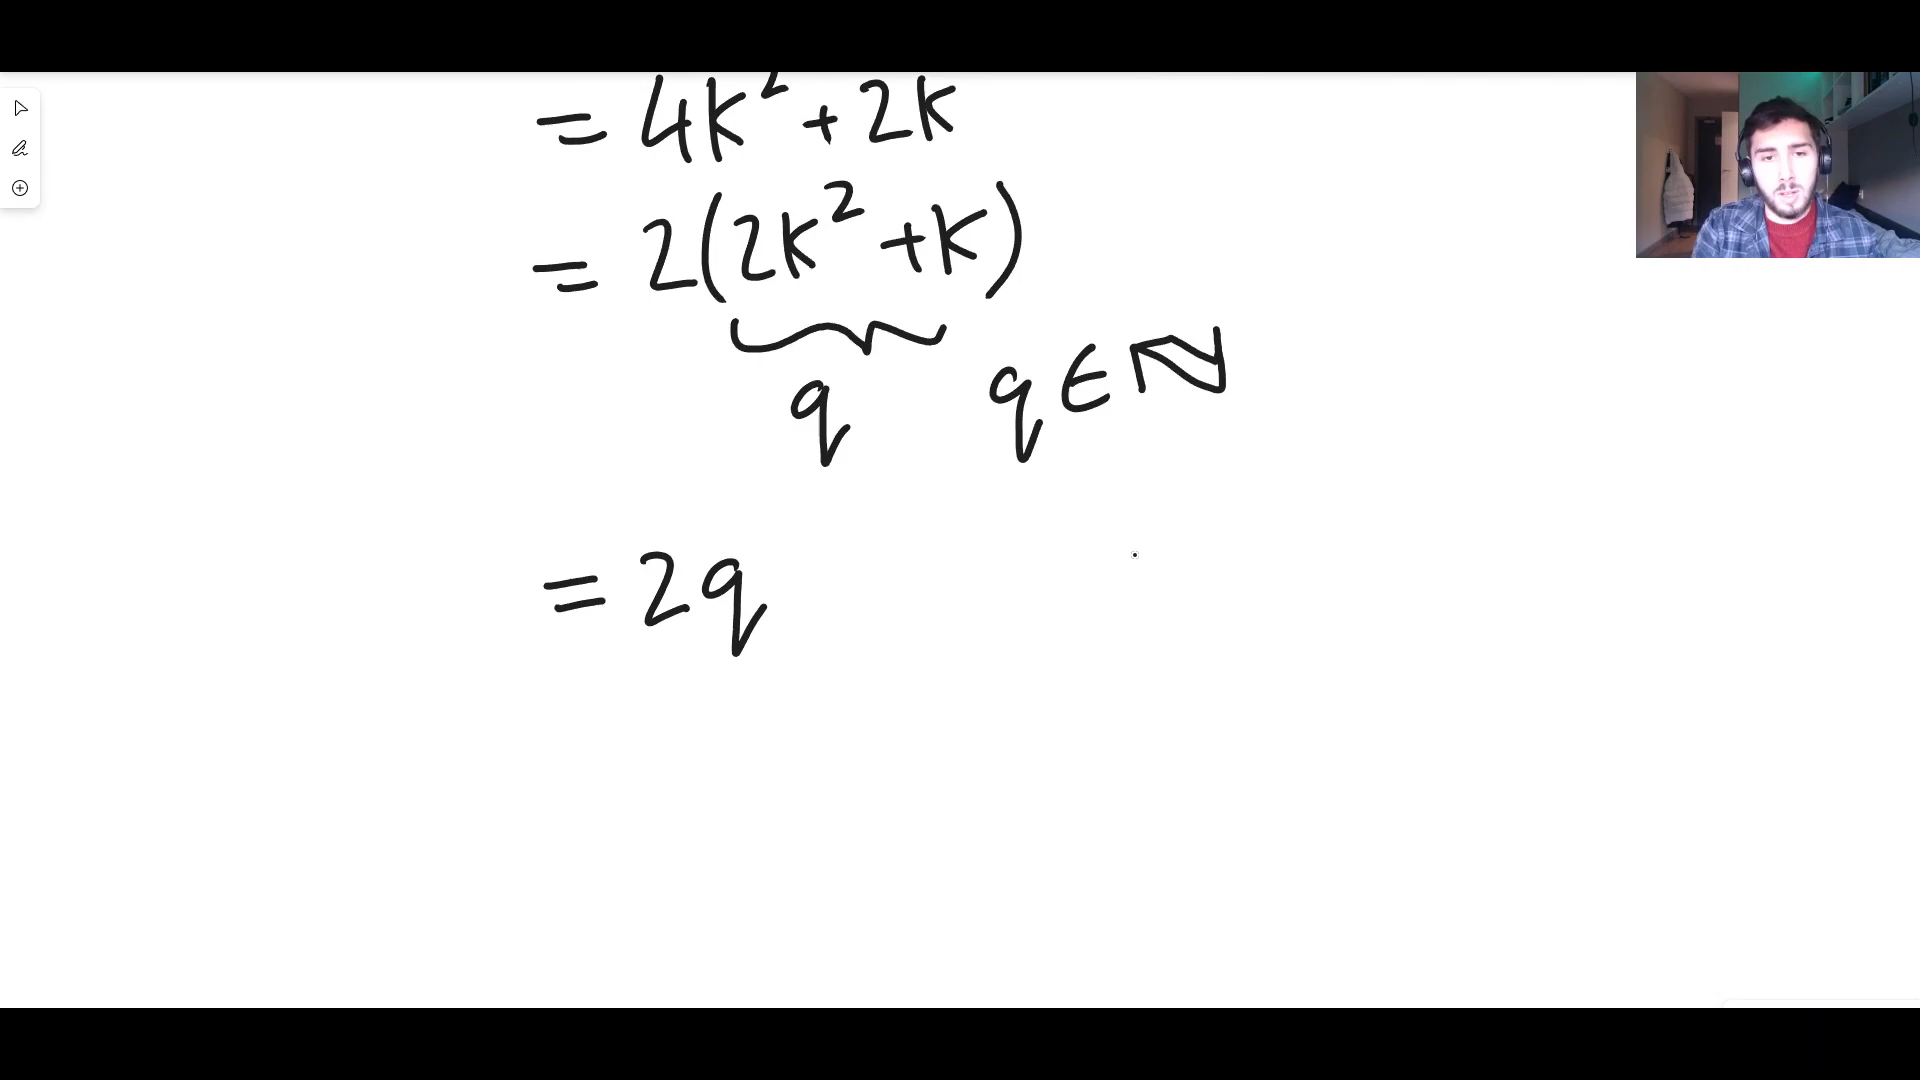 = 4k² + 2k
= 2(2k² + k)
q q ∈ ℕ
= 2q